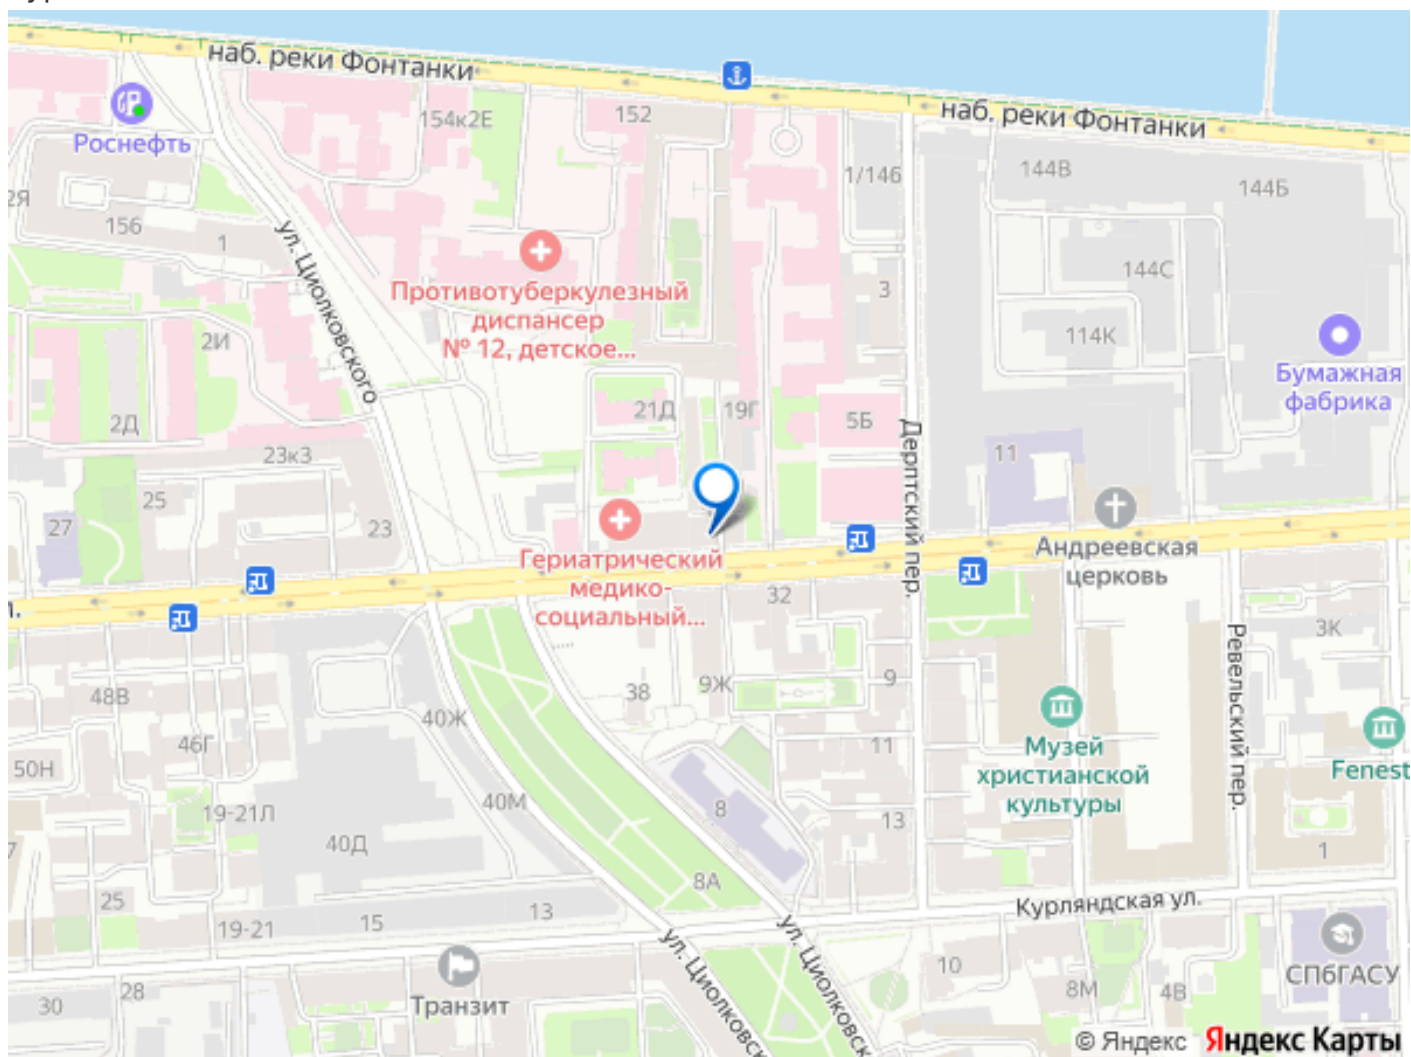 наб. реки Фонтанки
наб. реки Фонтанки
Роснефть
154к2Е
152
1/146
144В
144Б
156
1
ул. Циолковского
Противотуберкулезный
диспансер
№ 12, детское...
3
144С
114К
Бумажная
фабрика
2И
2Д
21Д
19Г
5Б
Дерптский пер.
11
23к3
25
27
23
Гериатрический
медико-
социальный...
Андреевская
церковь
32
48В
46Г
50Н
40Ж
38
9Ж
9
11
Музей
христианской
культуры
Ревельский пер.
3К
Fenest
19-21Л
40М
40Д
8
13
8А
1
25
19-21
15
13
Курляндская ул.
ул. Циолковск
ул. Циолковск
Транзит
30
28
10
8М
4В
СПбГАСУ
© Яндекс Яндекс Карты